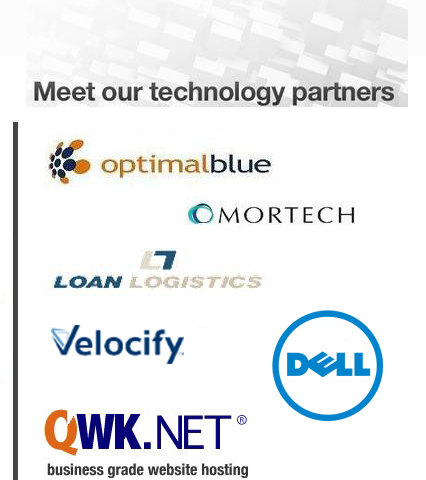 Meet our technology partners
optimalblue
MORTECH
LOAN LOGISTICS
Velocify
DELL
QWK.NET®
business grade website hosting